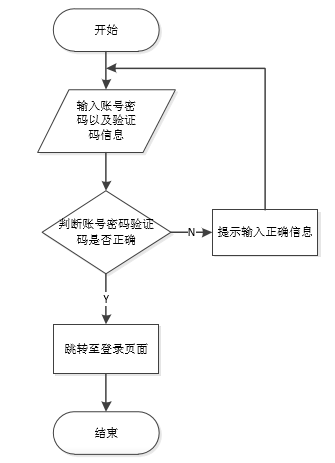 开始
输入账号密
码以及验证
码信息
判断账号密码验证
码是否正确
N
提示输入正确信息
Y
跳转至登录页面
结束